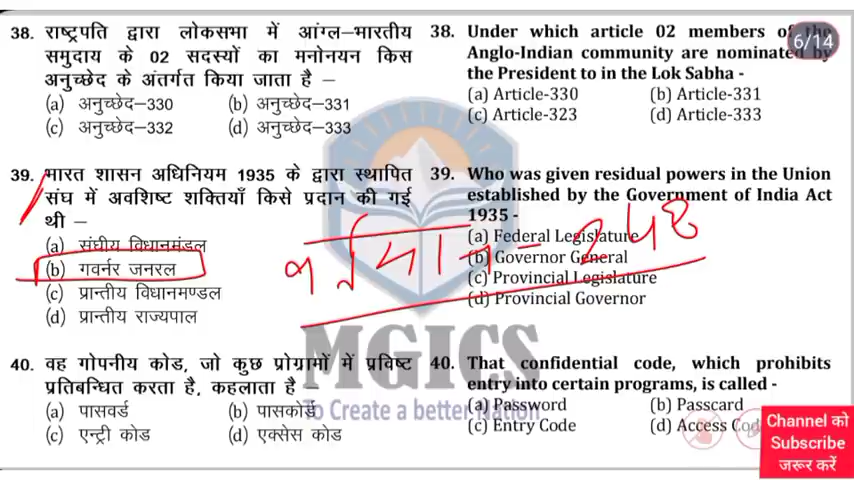 38. राष्ट्रपति द्वारा लोकसभा में आंग्ल-भारतीय
समुदाय के 02 सदस्यों का मनोनयन किस
अनुच्छेद के अंतर्गत किया जाता है -
(a) अनुच्छेद-330 (b) अनुच्छेद-331
(c) अनुच्छेद-332 (d) अनुच्छेद-333
39. भारत शासन अधिनियम 1935 के द्वारा स्थापित
संघ में अवशिष्ट शक्तियाँ किसे प्रदान की गई
थी -
(a) संघीय विधानमंडल
(b) गवर्नर जनरल
(c) प्रान्तीय विधानमण्डल
(d) प्रान्तीय राज्यपाल
40. वह गोपनीय कोड, जो कुछ प्रोग्रामों में प्रविष्ट
प्रतिबन्धित करता है, कहलाता है -
(a) पासवर्ड (b) पासकोर्ड
(c) एन्ट्री कोड (d) एक्सेस कोड
38. Under which article 02 members of the
Anglo-Indian community are nominated by
the President to in the Lok Sabha -
(a) Article-330 (b) Article-331
(c) Article-323 (d) Article-333
39. Who was given residual powers in the Union
established by the Government of India Act
1935 -
(a) Federal Legislature
(b) Governor General
(c) Provincial Legislature
(d) Provincial Governor
40. That confidential code, which prohibits
entry into certain programs, is called -
(a) Password (b) Passcard
(c) Entry Code (d) Access Code
6/14
- 248
MGICS
To Create a better Nation
Channel को
Subscribe
जरूर करें